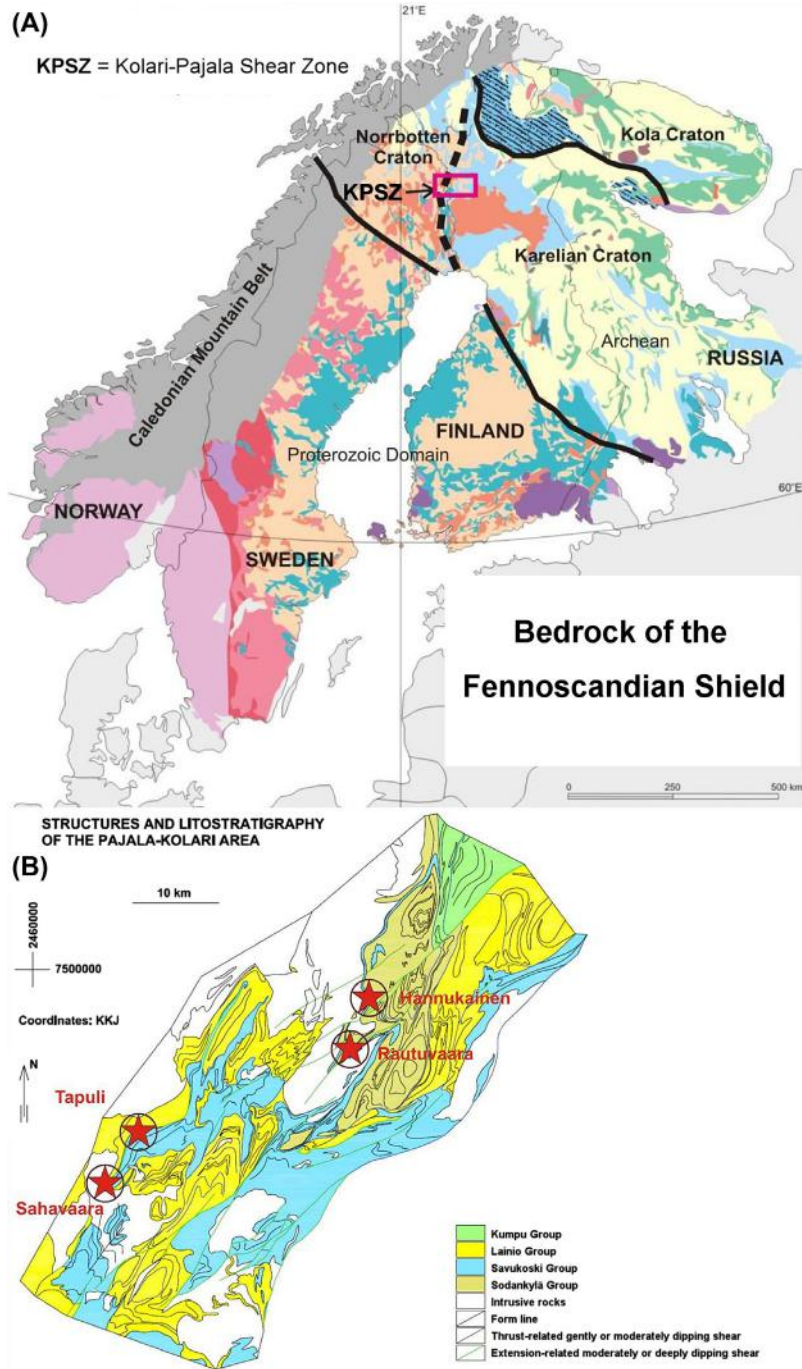 (A)
21°E
KPSZ = Kolari-Pajala Shear Zone
Norrbotten
Craton
Kola Craton
KPSZ
Karelian Craton
Caledonian Mountain Belt
Archean
RUSSIA
FINLAND
Proterozoic Domain
NORWAY
60°E
SWEDEN
Bedrock of the
Fennoscandian Shield
0 250 500 km
STRUCTURES AND LITOSTRATIGRAPHY
OF THE PAJALA-KOLARI AREA
(B)
10 km
2460000
7500000
Hannukainen
Coordinates: KKJ
N
Rautuvaara
Tapuli
Sahavaara
Kumpu Group
Lainio Group
Savukoski Group
Sodankylä Group
Intrusive rocks
Form line
Thrust-related gently or moderately dipping shear
Extension-related moderately or deeply dipping shear